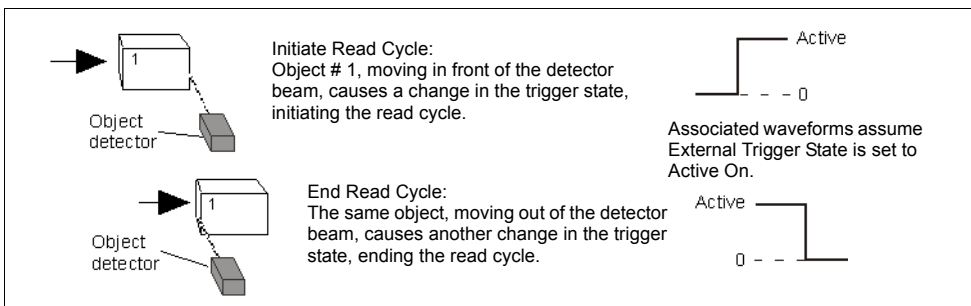 1
Object
detector
Initiate Read Cycle:
Object # 1, moving in front of the detector
beam, causes a change in the trigger state,
initiating the read cycle.
Active
0
Associated waveforms assume
External Trigger State is set to
Active On.
1
Object
detector
End Read Cycle:
The same object, moving out of the detector
beam, causes another change in the trigger
state, ending the read cycle.
Active
0